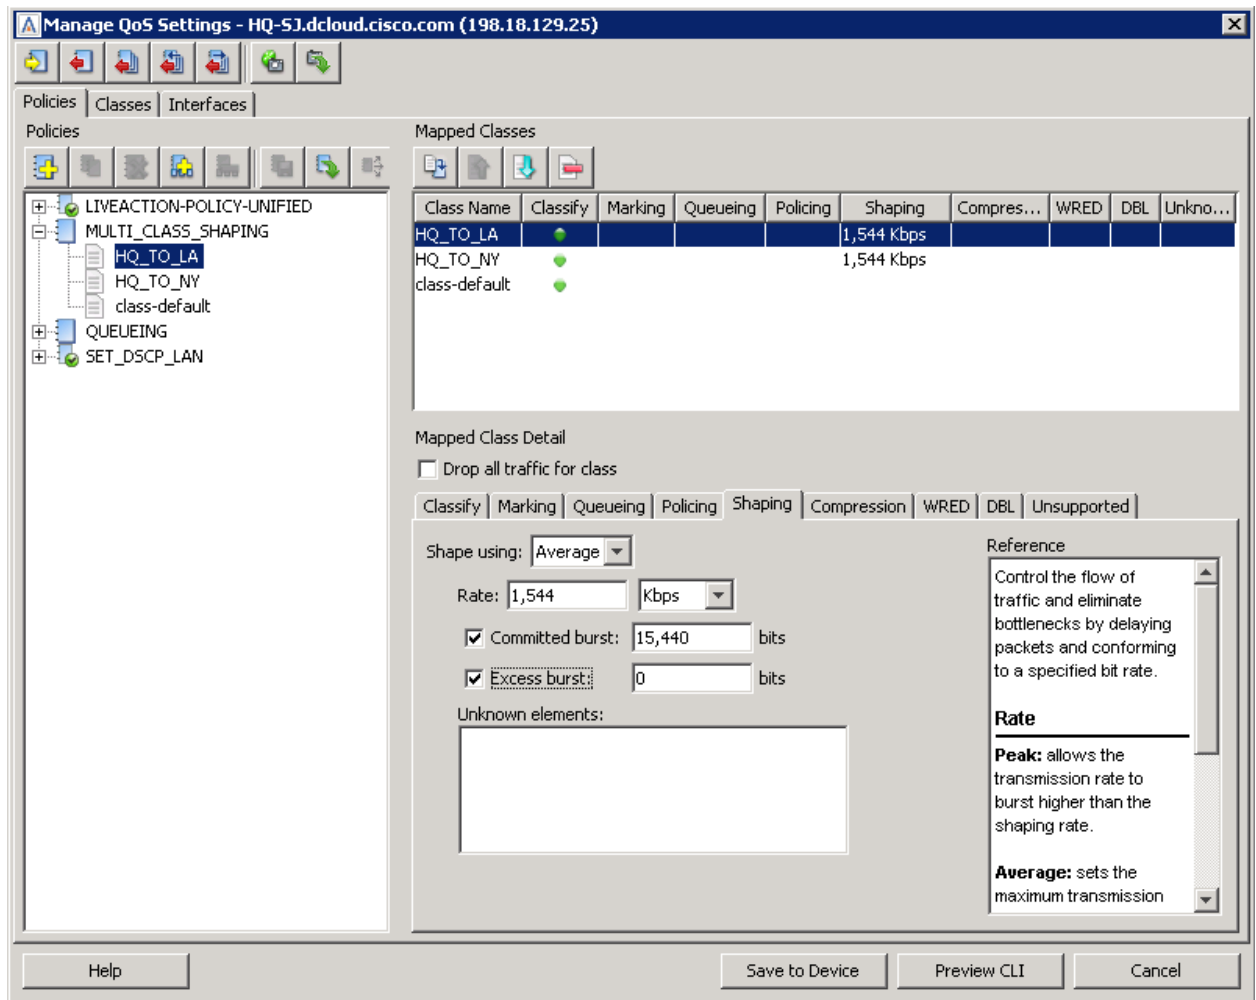 Manage QoS Settings - HQ-SJ.dcloud.cisco.com (198.18.129.25)
Policies Classes Interfaces
Policies
LIVEACTION-POLICY-UNIFIED
MULTI_CLASS_SHAPING
HQ_TO_LA
HQ_TO_NY
class-default
QUEUEING
SET_DSCP_LAN
Mapped Classes
Class Name Classify Marking Queueing Policing Shaping Compres... WRED DBL Unkno...
HQ_TO_LA 1,544 Kbps
HQ_TO_NY 1,544 Kbps
class-default
Mapped Class Detail
Drop all traffic for class
Classify Marking Queueing Policing Shaping Compression WRED DBL Unsupported
Shape using: Average
Rate: 1,544 Kbps
Committed burst: 15,440 bits
Excess burst: 0 bits
Unknown elements:
Reference
Control the flow of
traffic and eliminate
bottlenecks by delaying
packets and conforming
to a specified bit rate.
Rate
Peak: allows the
transmission rate to
burst higher than the
shaping rate.
Average: sets the
maximum transmission
Help Save to Device Preview CLI Cancel